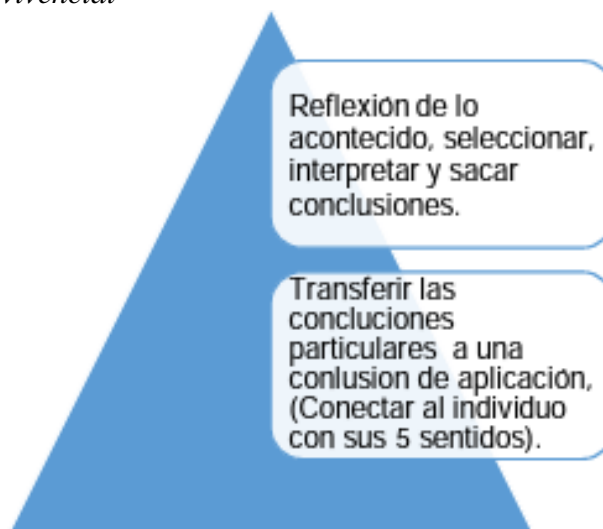 vivencial
Reflexión de lo
acontecido, seleccionar,
interpretar y sacar
conclusiones.
Transferir las
concluciones
particulares a una
conlusion de aplicación,
(Conectar al individuo
con sus 5 sentidos).